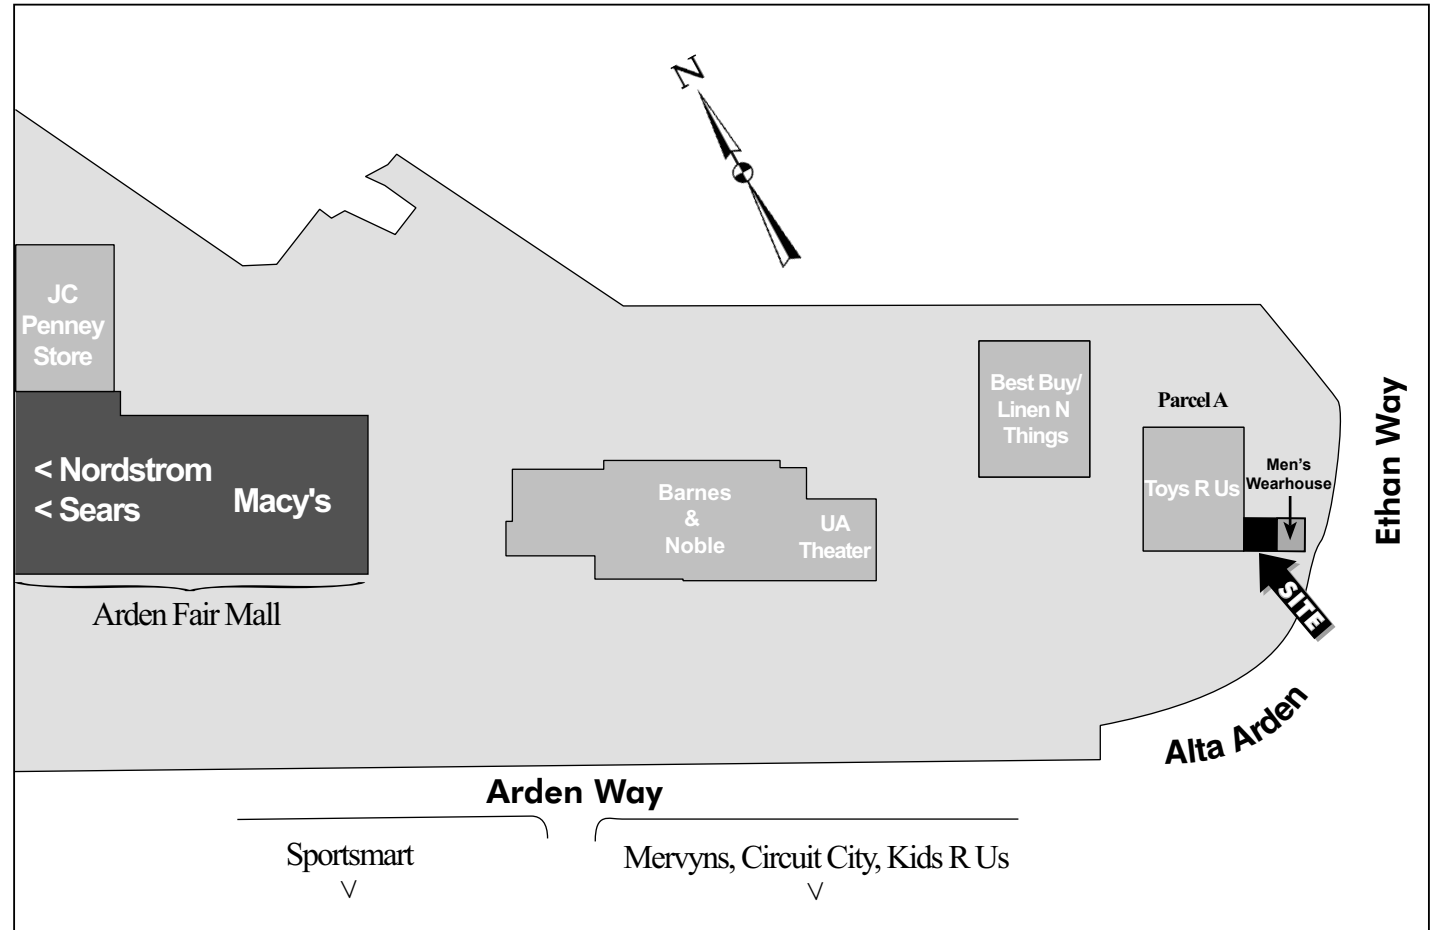 N
JC
Penney
Store
< Nordstrom
< Sears
Macy's
Arden Fair Mall
Barnes
&
Noble
UA
Theater
Best Buy/
Linen N
Things
Parcel A
Toys R Us
Men's
Wearhouse
SITE
Ethan Way
Alta Arden
Arden Way
Sportsmart
Mervyns, Circuit City, Kids R Us